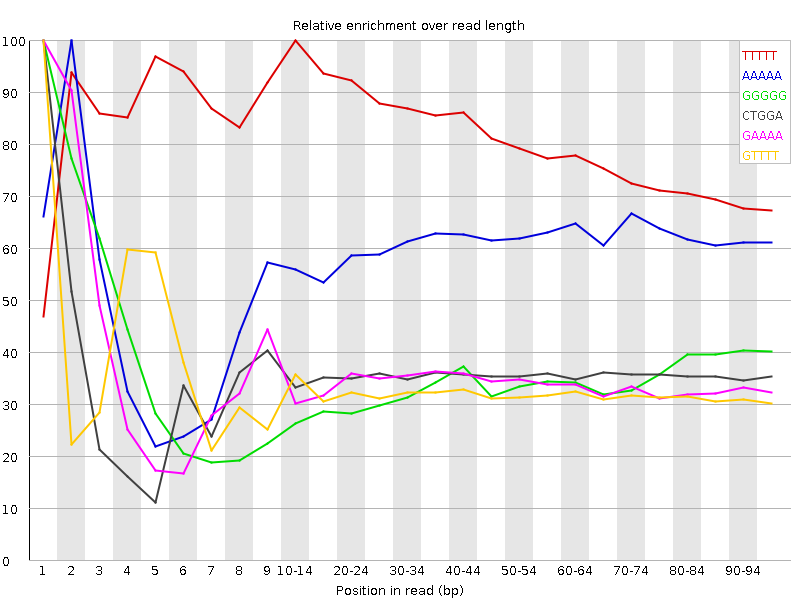 Relative enrichment over read length
100
90
80
70
60
50
40
30
20
10
0
TTTTT
AAAAA
GGGGG
CTGGA
GAAAA
GTTTT
1 2 3 4 5 6 7 8 9 10-14 20-24 30-34 40-44 50-54 60-64 70-74 80-84 90-94
Position in read (bp)